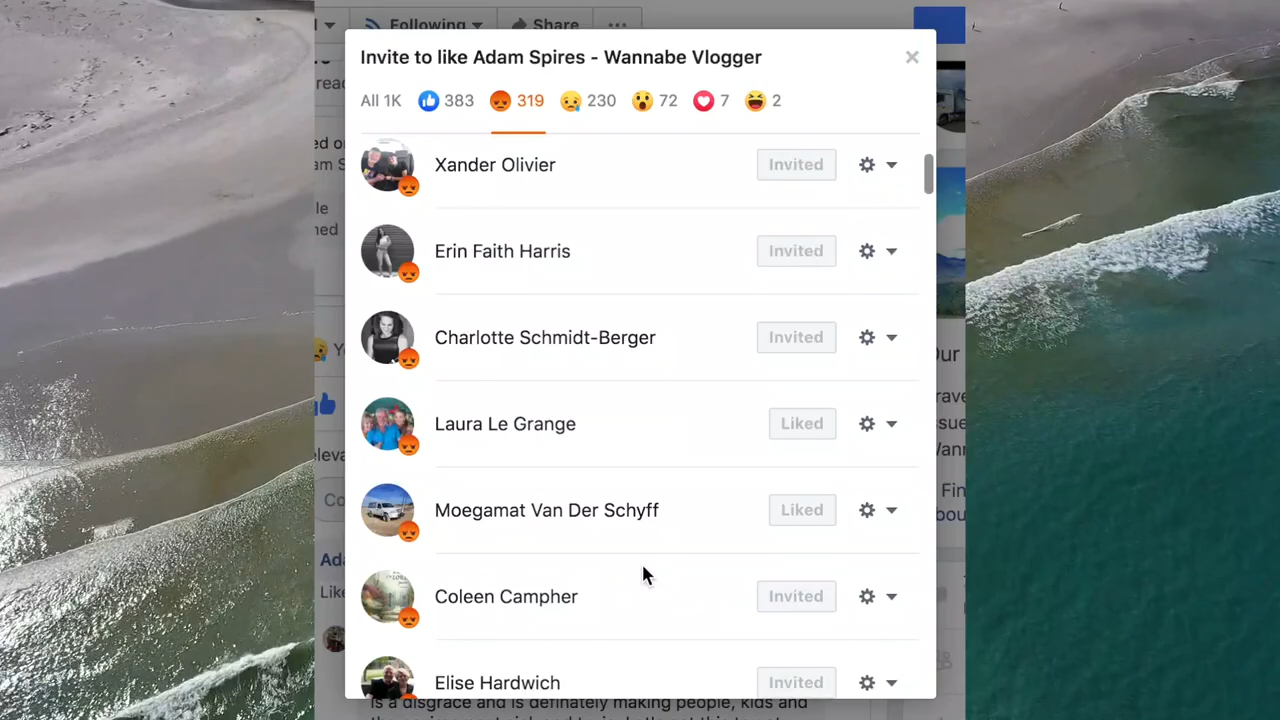 Following Share
Invite to like Adam Spires - Wannabe Vlogger
All 1K 383 319 230 72 7 2
Xander Olivier Invited
Erin Faith Harris Invited
Charlotte Schmidt-Berger Invited
Laura Le Grange Liked
Moegamat Van Der Schyff Liked
Coleen Campher Invited
Elise Hardwich Invited
is a disgrace and is definately making people, kids and